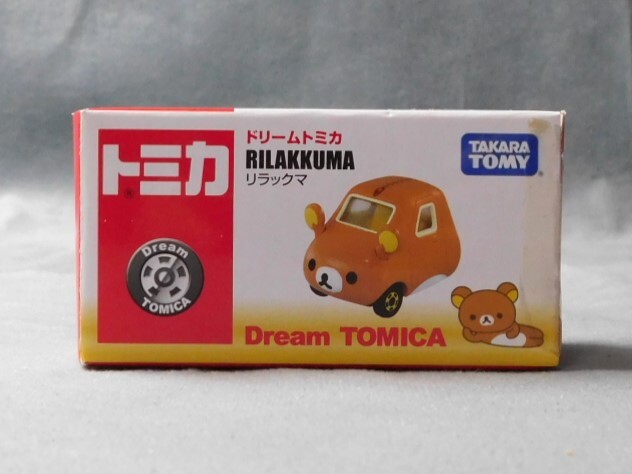 トミカ
®
Dream
TOMICA
ドリームトミカ
RILAKKUMA
リラックマ
TAKARA
TOMY
Dream TOMICA